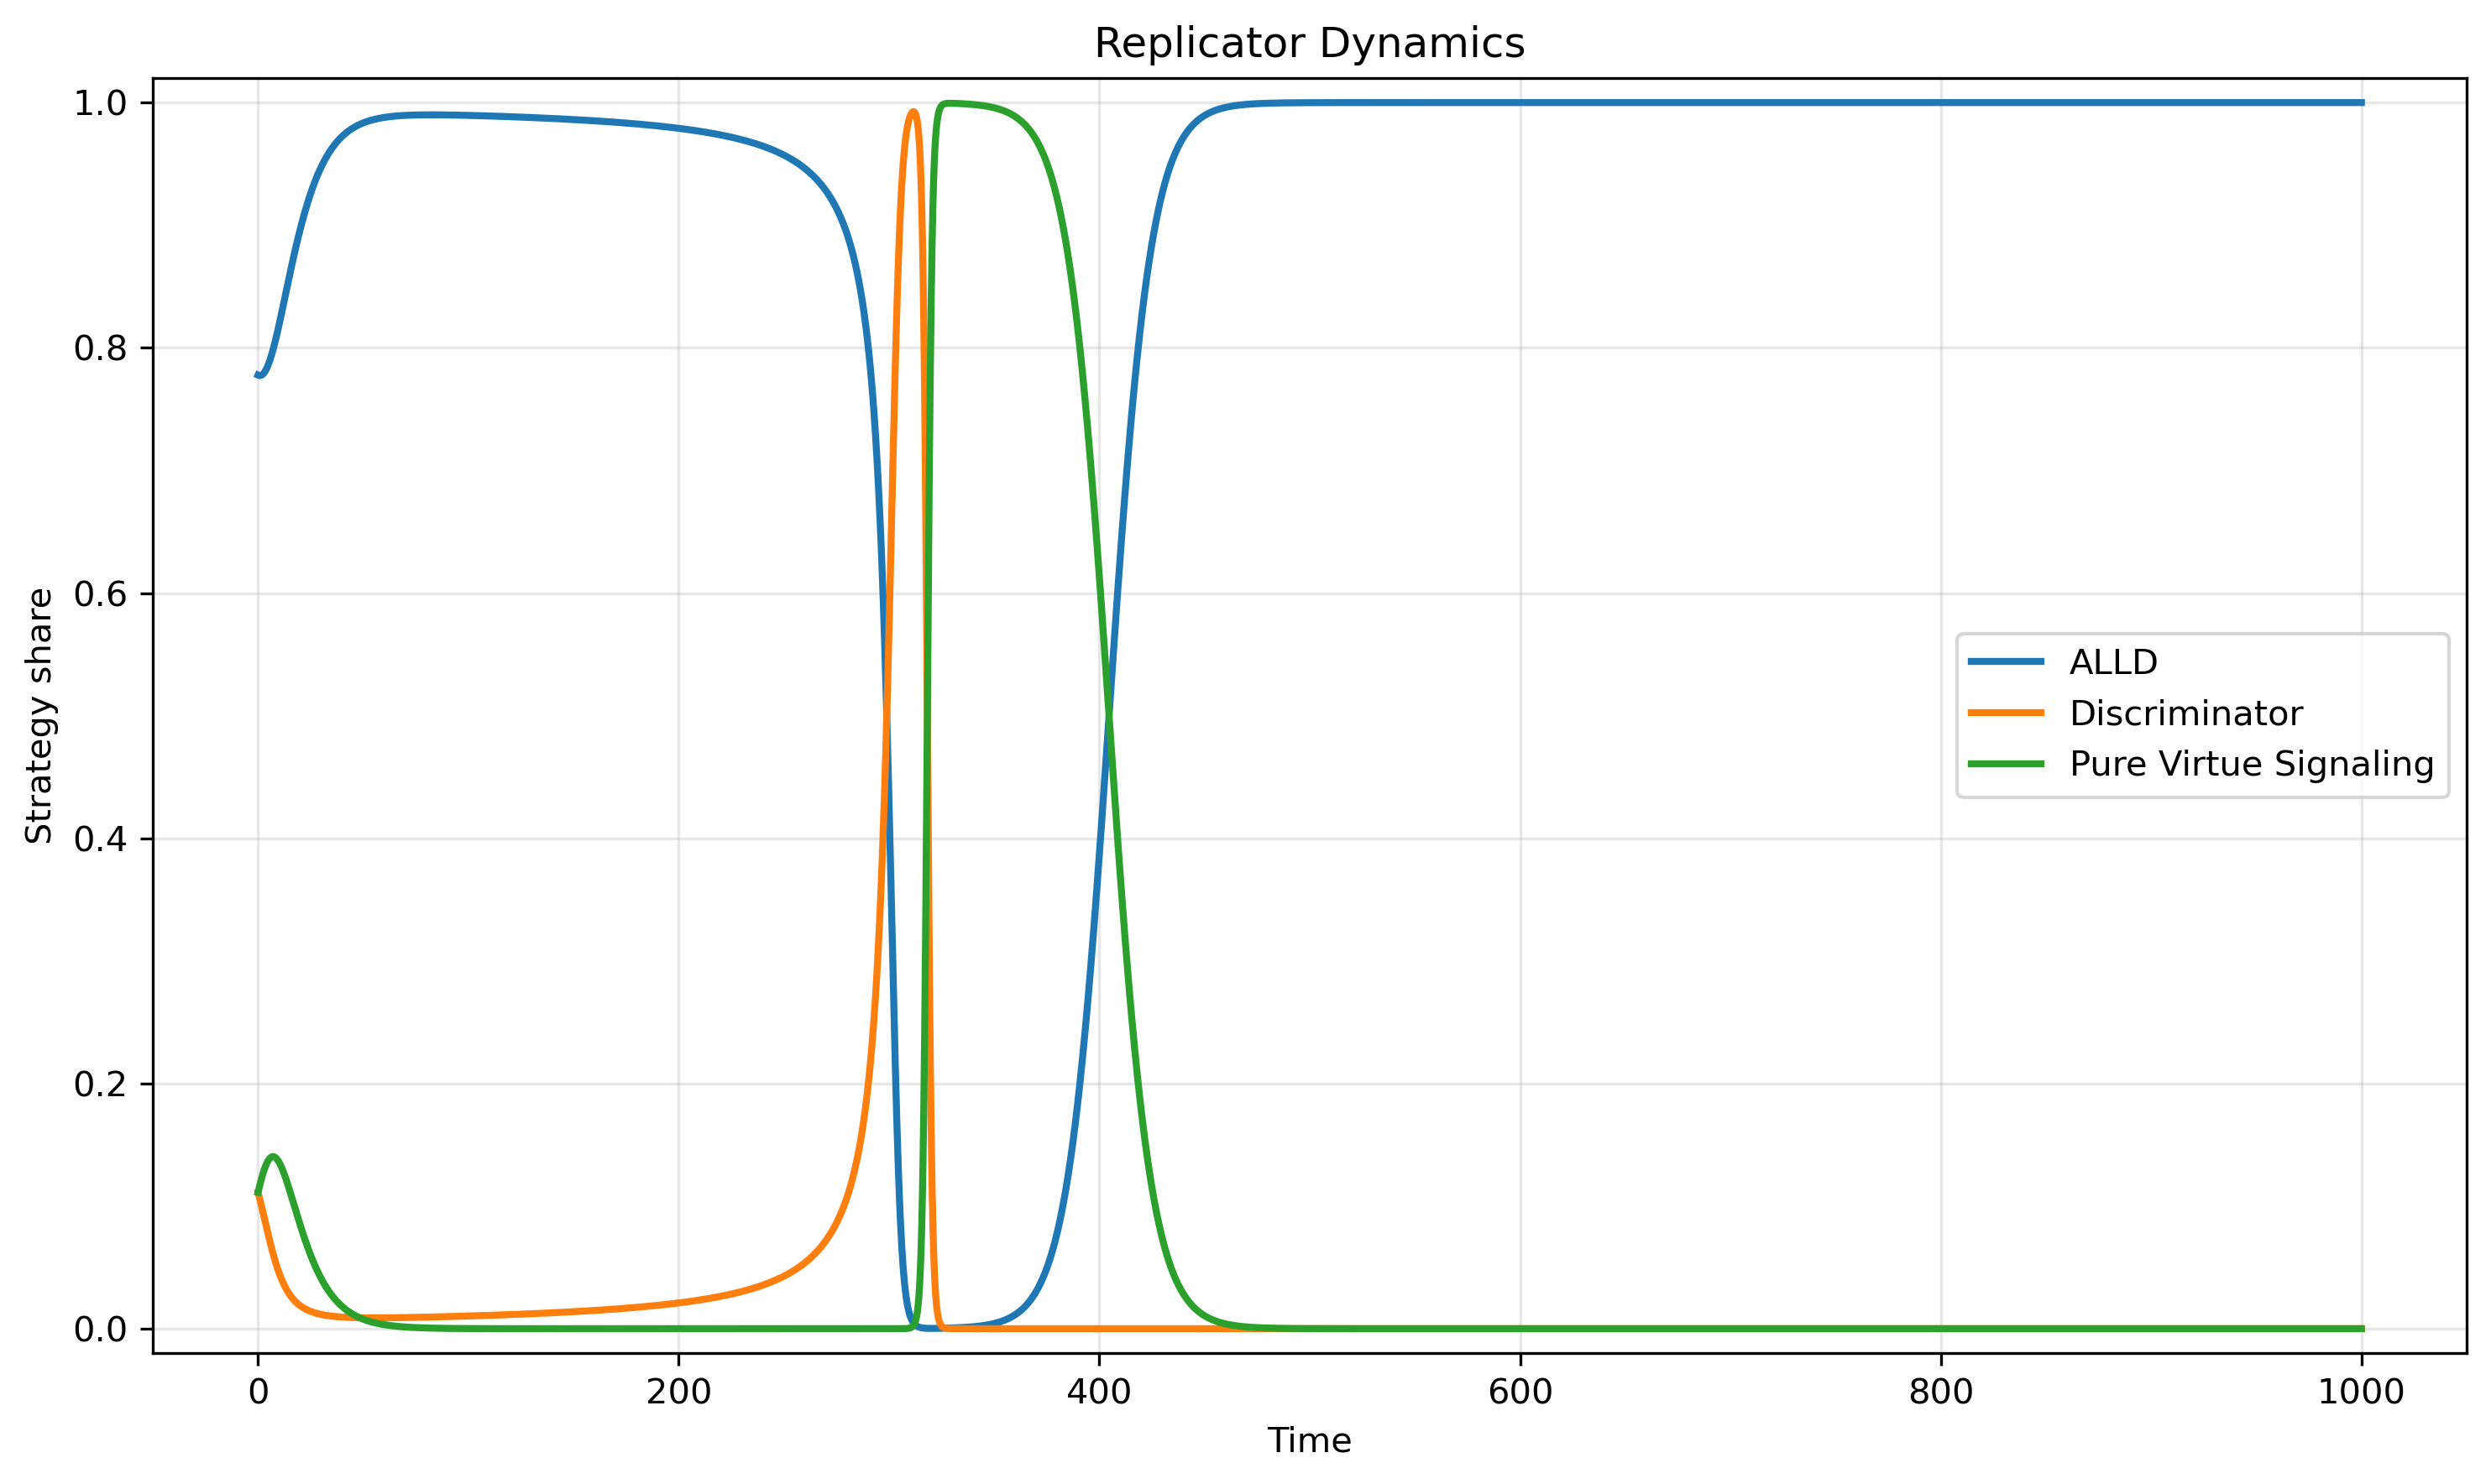 Replicator Dynamics
Strategy share
1.0
0.8
0.6
0.4
0.2
0.0
ALLD
Discriminator
Pure Virtue Signaling
0
200
400
600
800
1000
Time